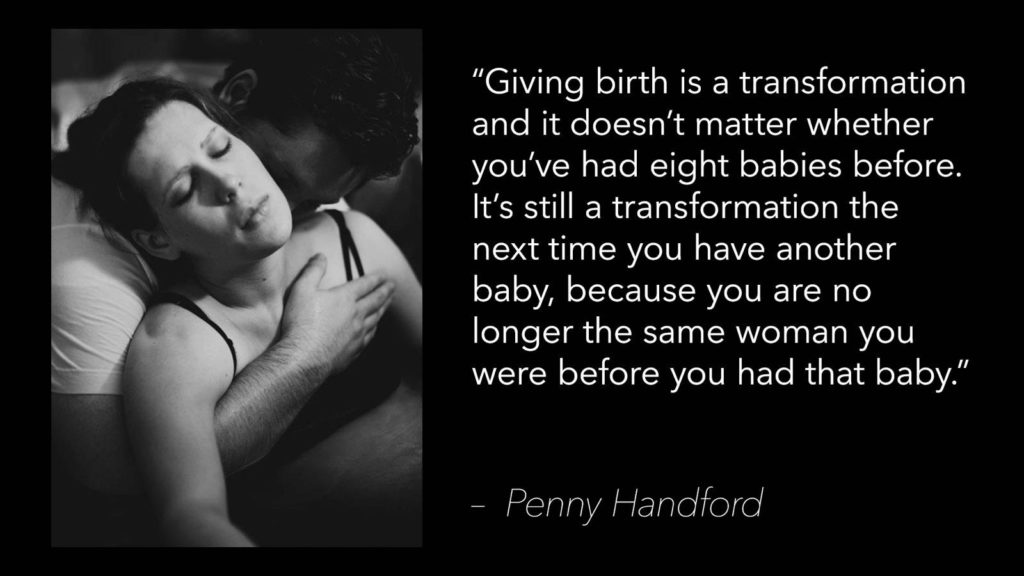 “Giving birth is a transformation
and it doesn’t matter whether
you’ve had eight babies before.
It’s still a transformation the
next time you have another
baby, because you are no
longer the same woman you
were before you had that baby.”
– Penny Handford